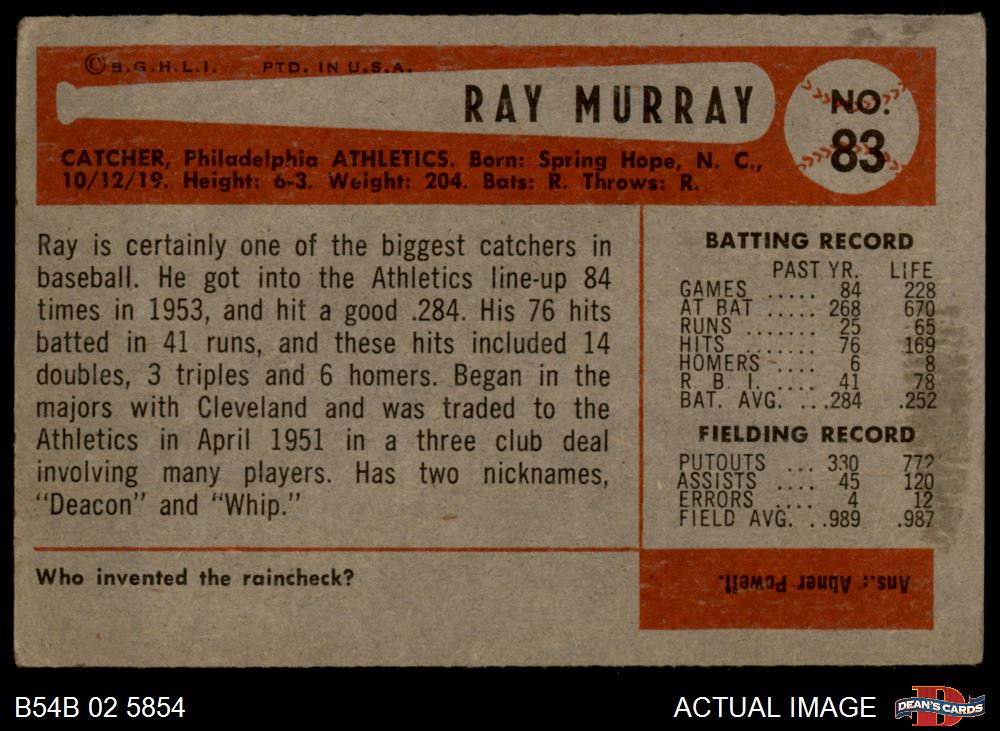 © B.G.H.L.I. PTD. IN U.S.A.
RAY MURRAY
NO.
83
CATCHER, Philadelphia ATHLETICS. Born: Spring Hope, N. C.,
10/12/19. Height: 6-3. Weight: 204. Bats: R. Throws: R.
Ray is certainly one of the biggest catchers in
baseball. He got into the Athletics line-up 84
times in 1953, and hit a good .284. His 76 hits
batted in 41 runs, and these hits included 14
doubles, 3 triples and 6 homers. Began in the
majors with Cleveland and was traded to the
Athletics in April 1951 in a three club deal
involving many players. Has two nicknames,
"Deacon" and "Whip."
BATTING RECORD
PAST YR. LIFE
GAMES ..... 84 228
AT BAT ..... 268 670
RUNS ....... 25 65
HITS ....... 76 169
HOMERS .... 6 8
R. B. I. .... 41 78
BAT. AVG. .. .284 .252
FIELDING RECORD
PUTOUTS ... 330 772
ASSISTS .... 45 120
ERRORS .... 4 12
FIELD AVG. . .989 .987
Who invented the raincheck?
Ans.: Abner Powell.
B54B 02 5854
ACTUAL IMAGE
D
DEAN'S CARDS